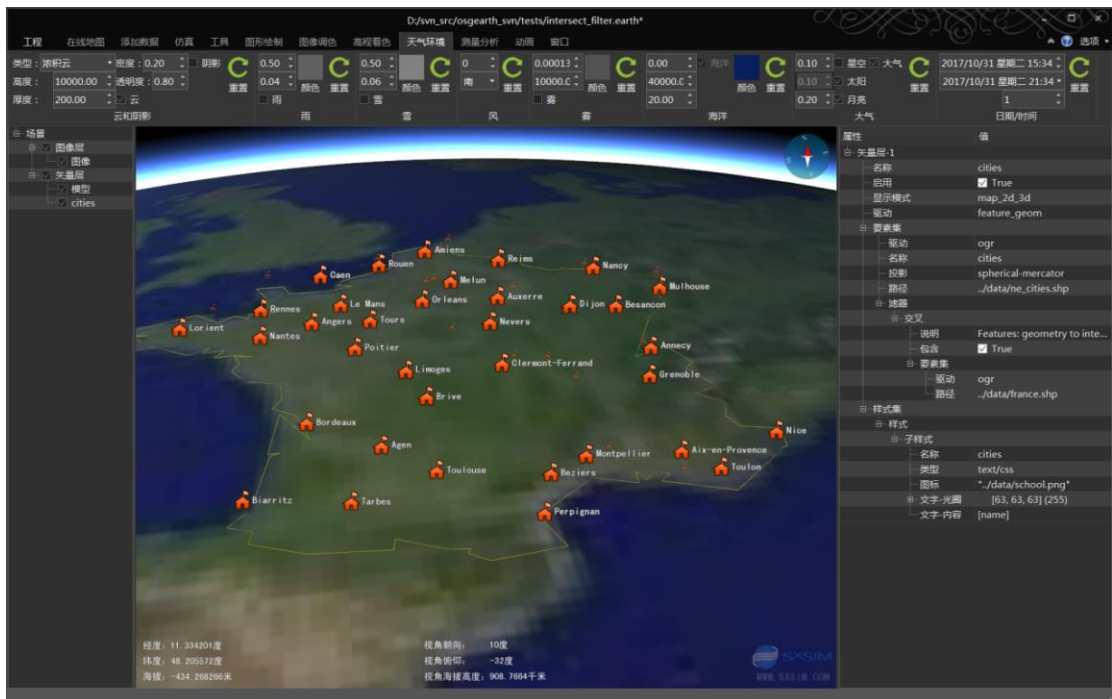 D:/svn_src/osgearth_svn/tests/intersect_filter.earth*
工程 在线地图 添加数据 仿真 工具 图形绘制 图像调色 高程着色 天气环境 测量分析 动画 窗口 选项
类型: 浓积云 密度: 0.20 阴影 0.50 0.50 0 0.00013 0.00 海洋 0.10 星空 大气 2017/10/31 星期二 15:34
高度: 10000.00 透明度: 0.80 重置 0.04 颜色 重置 0.06 颜色 重置 南 重置 10000.0 颜色 重置 40000.0 颜色 重置 0.10 太阳 重置 2017/10/31 星期二 21:34 重置
厚度: 200.00 云 雨 雪 雾 20.00 0.20 月亮 1
云和阴影 雨 雪 风 雾 海洋 大气 日期/时间
场景
图像层
图像
矢量层
模型
cities
Amiens
Rouen
Reims
Nancy
Caen
Melun
Mulhouse
Le Mans
Orleans
Auxerre
Dijon
Besancon
Rennes
Angers
Tours
Nevers
Lorient
Nantes
Poitier
Annecy
Limoges
Clermont-Ferrand
Grenoble
Brive
Bordeaux
Nice
Agen
Montpellier
Aix-en-Provence
Toulouse
Beziers
Toulon
Biarritz
Tarbes
Perpignan
经度: 11.334201度
纬度: 48.205572度
海拔: -434.268266米
视角朝向: 10度
视角俯仰: -32度
视角海拔高度: 908.7664千米
SXSIM
WWW.SXSIM.COM
属性 值
矢量层-1
名称 cities
启用 True
显示模式 map_2d_3d
驱动 feature_geom
要素集
驱动 ogr
名称 cities
投影 spherical-mercator
路径 ../data/ne_cities.shp
滤器
交叉
说明 Features: geometry to inte...
包含 True
要素集
驱动 ogr
路径 ../data/france.shp
样式集
样式
子样式
名称 cities
类型 text/css
图标 "../data/school.png"
文字-光圈 [63, 63, 63] (255)
文字-内容 [name]